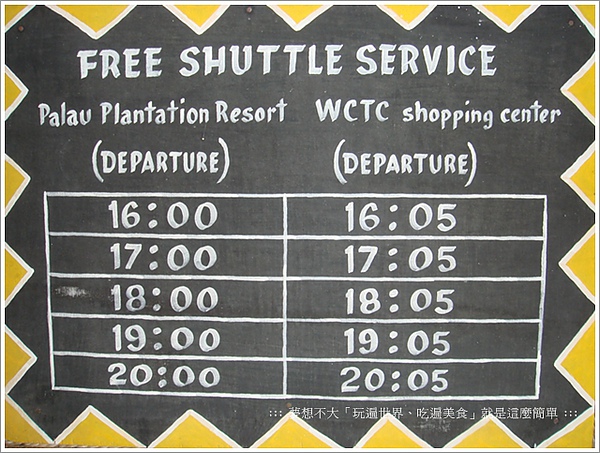 FREE SHUTTLE SERVICE
Palau Plantation Resort WCTC shopping center
(DEPARTURE) (DEPARTURE)
16:00 16:05
17:00 17:05
18:00 18:05
19:00 19:05
20:00 20:05
::: 夢想不大「玩遍世界、吃遍美食」就是這麼簡單 :::